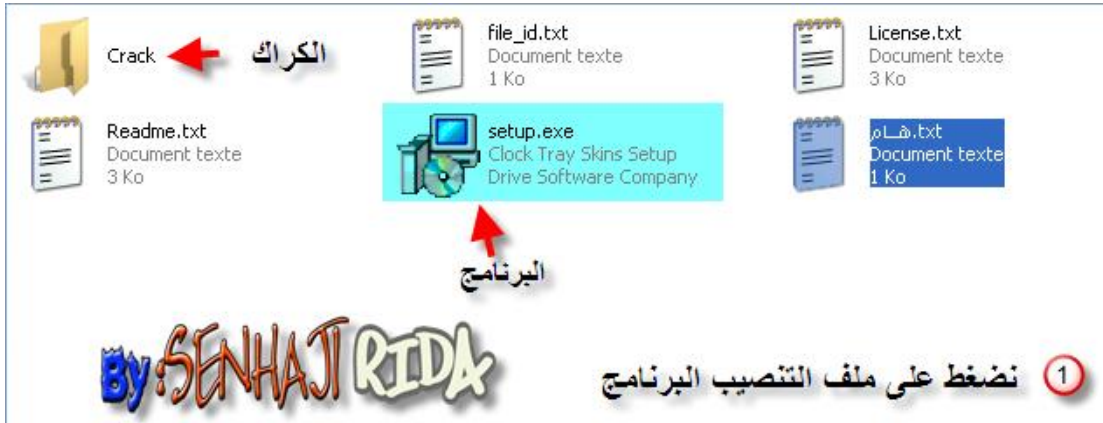 Crack
الكراك
file_id.txt
Document texte
1 Ko
License.txt
Document texte
3 Ko
Readme.txt
Document texte
3 Ko
setup.exe
Clock Tray Skins Setup
Drive Software Company
هــام.txt
Document texte
1 Ko
البرنامج
By:SENHAJI RIDA
1 نضغط على ملف التنصيب البرنامج